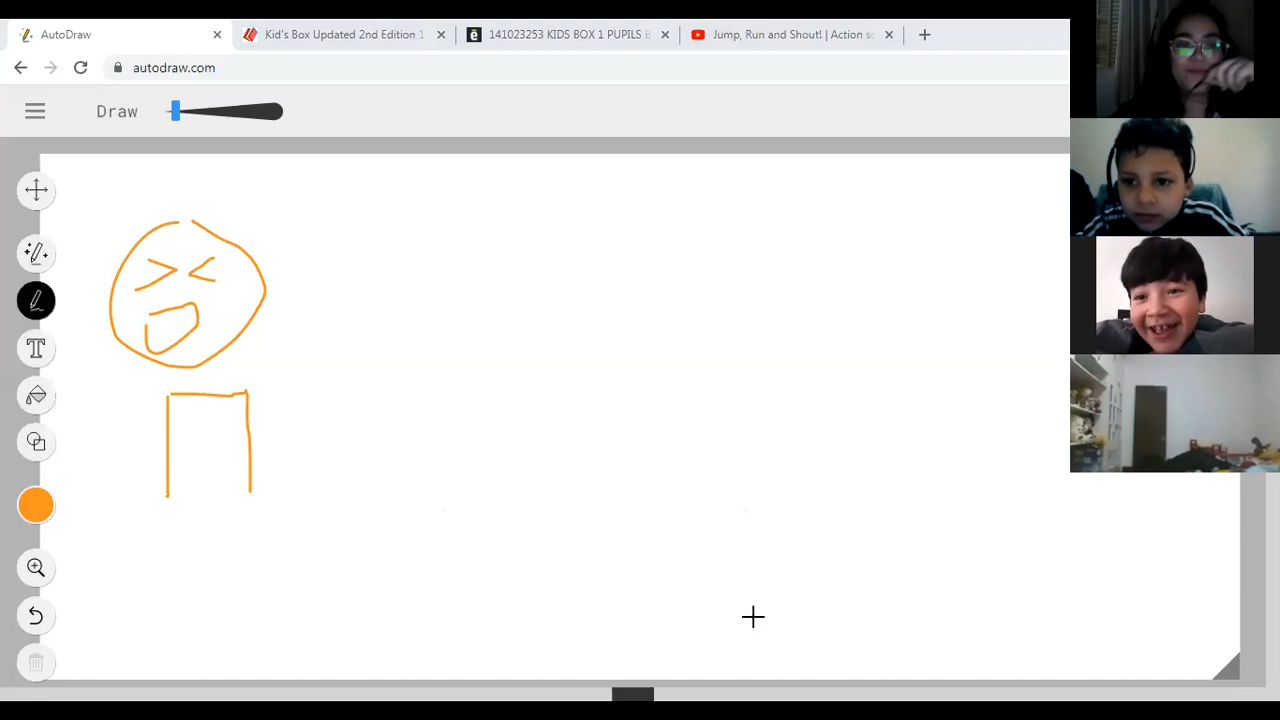 AutoDraw
Kid's Box Updated 2nd Edition 1
141023253 KIDS BOX 1 PUPILS B
Jump, Run and Shout! | Action sc
autodraw.com
Draw
T